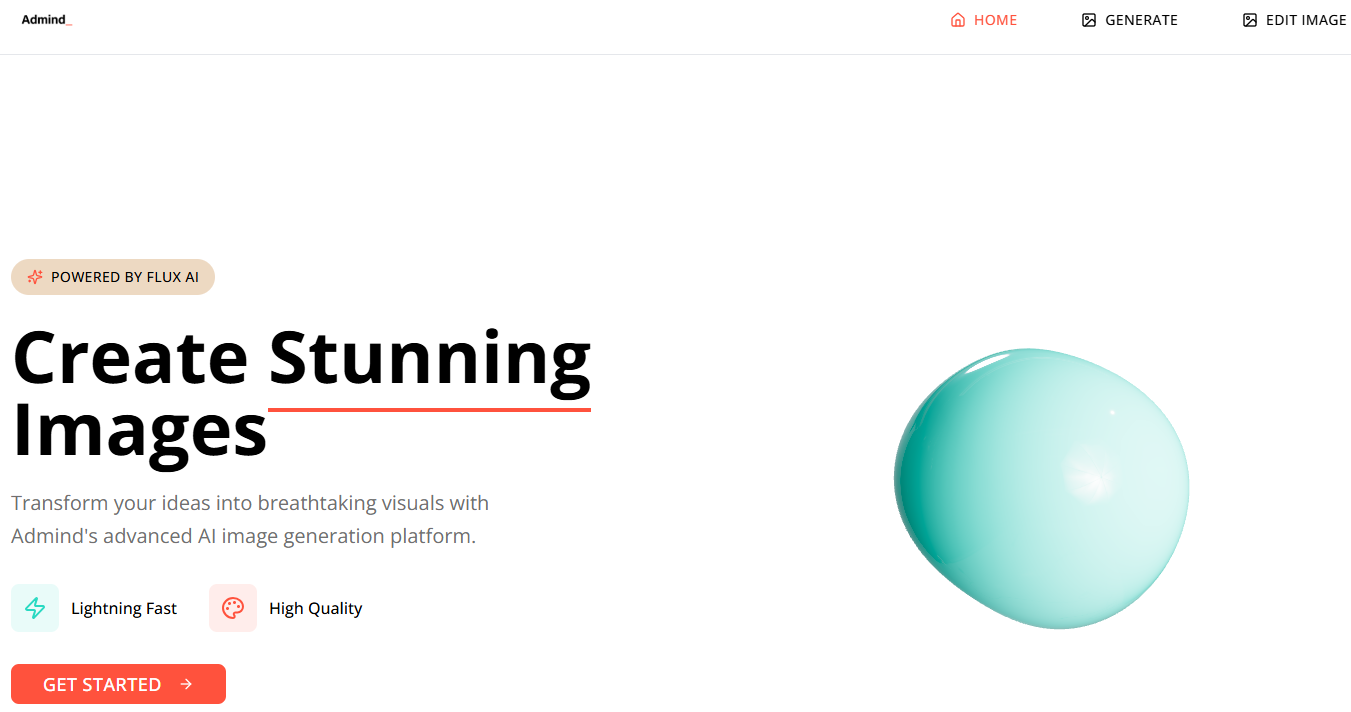 Admind_
HOME
GENERATE
EDIT IMAGE
POWERED BY FLUX AI
Create Stunning
Images
Transform your ideas into breathtaking visuals with
Admind's advanced AI image generation platform.
Lightning Fast
High Quality
GET STARTED →